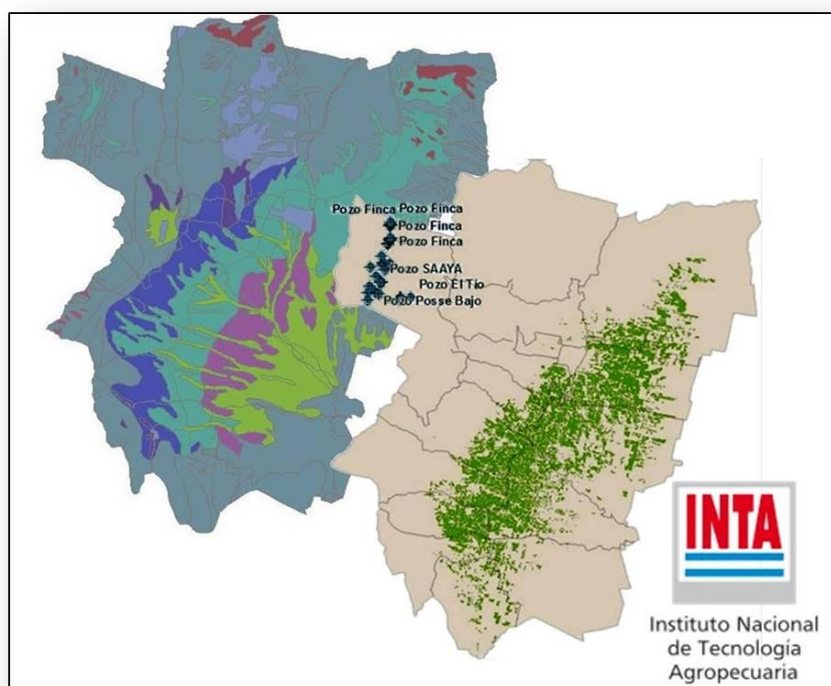 Pozo Finca Pozo Finca
Pozo Finca
Pozo Finca
Pozo SAAYA
Pozo El Tio
Pozo Posse Bajo
INTA
Instituto Nacional
de Tecnología
Agropecuaria